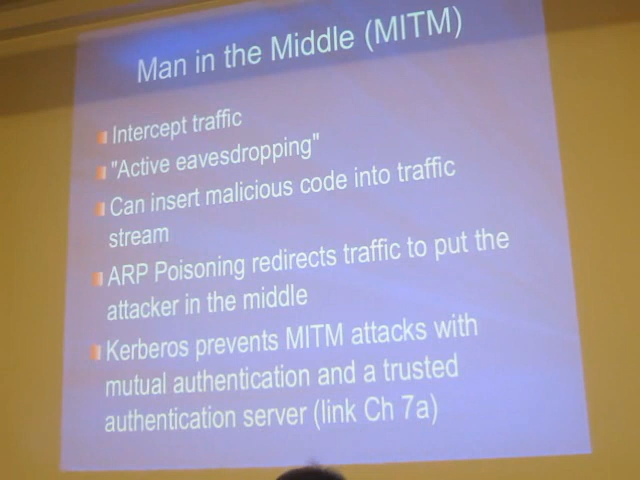 Man in the Middle (MITM)
Intercept traffic
"Active eavesdropping"
Can insert malicious code into traffic
stream
ARP Poisoning redirects traffic to put the
attacker in the middle
Kerberos prevents MITM attacks with
mutual authentication and a trusted
authentication server (link Ch 7a)